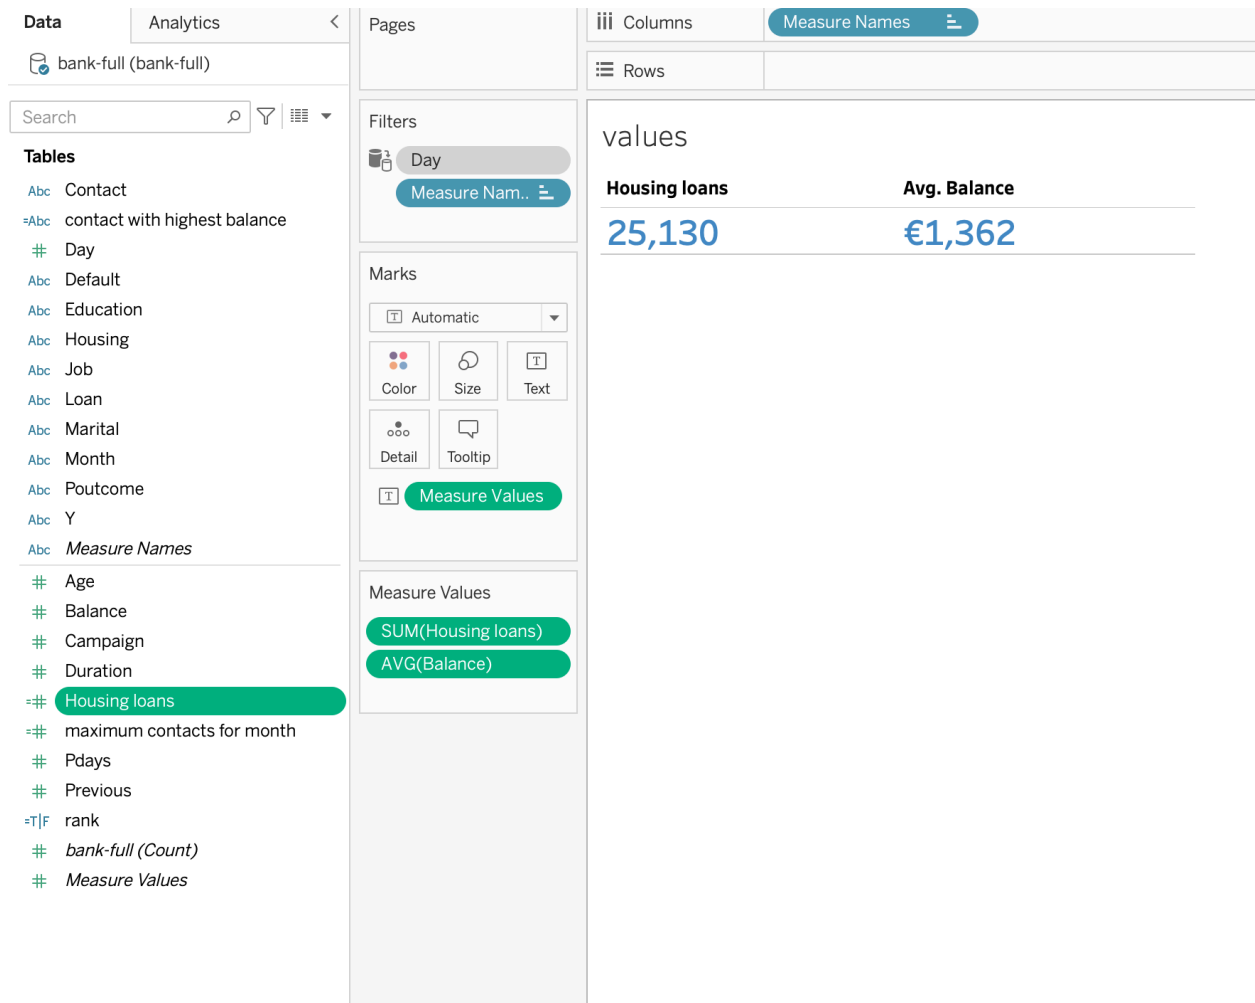 Data
Analytics
bank-full (bank-full)
Search
Tables
Abc Contact
=Abc contact with highest balance
# Day
Abc Default
Abc Education
Abc Housing
Abc Job
Abc Loan
Abc Marital
Abc Month
Abc Poutcome
Abc Y
Abc Measure Names
# Age
# Balance
# Campaign
# Duration
=# Housing loans
=# maximum contacts for month
# Pdays
# Previous
=T|F rank
# bank-full (Count)
# Measure Values
Pages
Filters
Day
Measure Nam..
Marks
T Automatic
Color
Size
T Text
Detail
Tooltip
T Measure Values
Measure Values
SUM(Housing loans)
AVG(Balance)
Columns
Measure Names
Rows
values
Housing loans Avg. Balance
25,130 €1,362